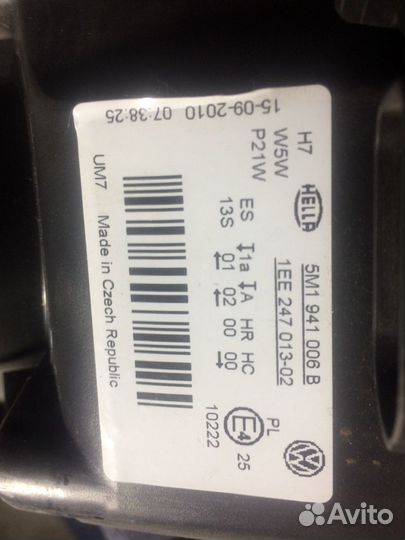 HELLA
5M1 941 006 B
1EE 247 013-02
H7
W5W
P21W
15-09-2010 07:38:25
ES 1a A HR HC
13S 01 02 00 00
PL
E4 25
10222
VW
UM7 Made in Czech Republic
Avito